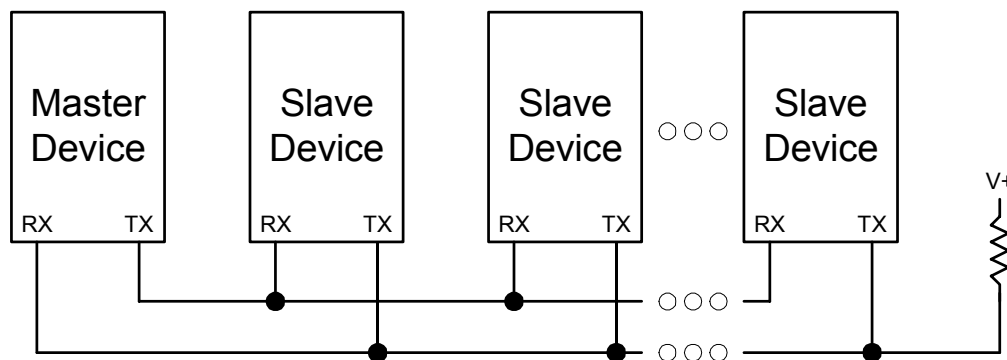 Master
Device
Slave
Device
Slave
Device
Slave
Device
RX TX
RX TX
RX TX
RX TX
V+